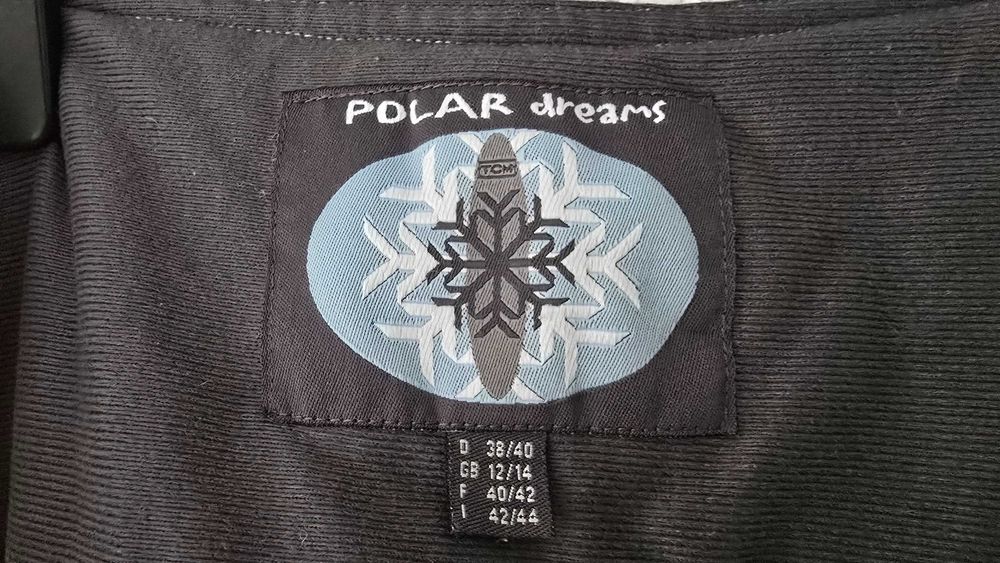 POLAR dreams
TCM
D 38/40
GB 12/14
F 40/42
I 42/44